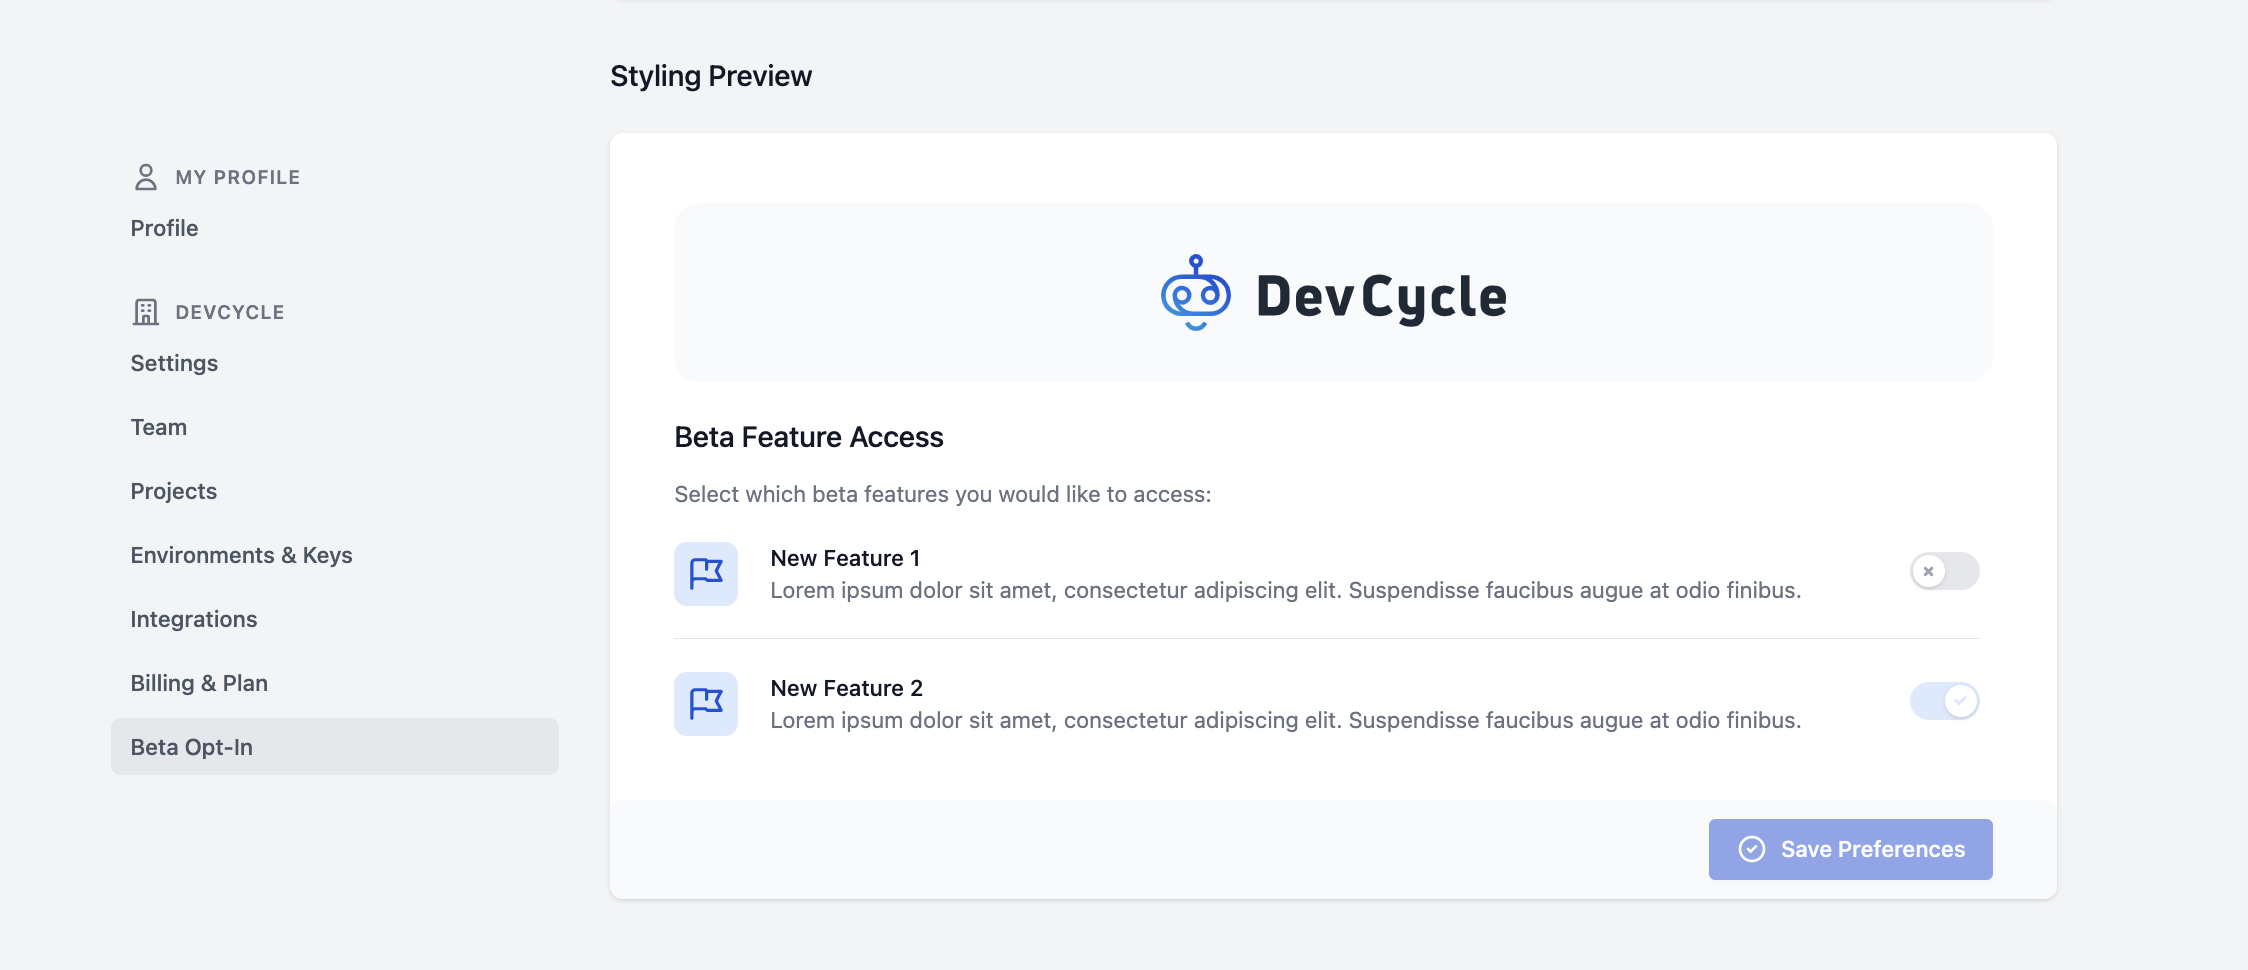 Styling Preview
MY PROFILE
Profile
DEVCYCLE
Settings
Team
Projects
Environments & Keys
Integrations
Billing & Plan
Beta Opt-In
DevCycle
Beta Feature Access
Select which beta features you would like to access:
New Feature 1
Lorem ipsum dolor sit amet, consectetur adipiscing elit. Suspendisse faucibus augue at odio finibus.
New Feature 2
Lorem ipsum dolor sit amet, consectetur adipiscing elit. Suspendisse faucibus augue at odio finibus.
Save Preferences